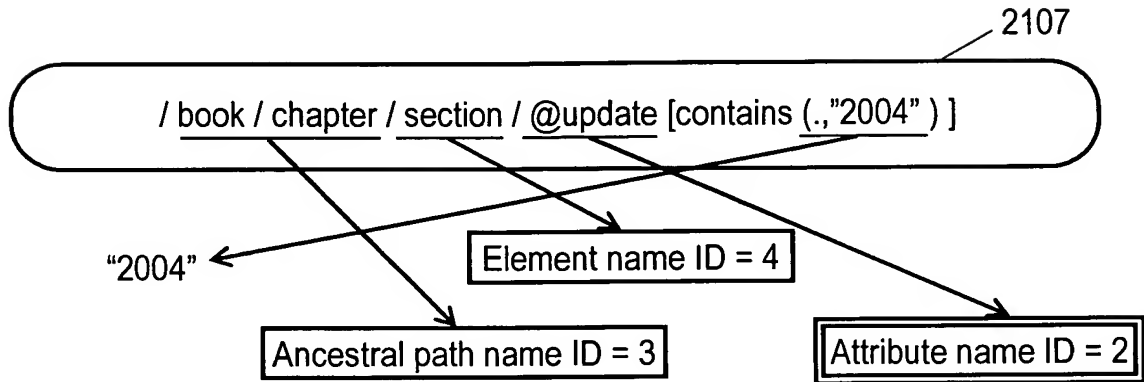 2107
/ book / chapter / section / @update [contains (.,”2004” ) ]
“2004”
Element name ID = 4
Ancestral path name ID = 3
Attribute name ID = 2